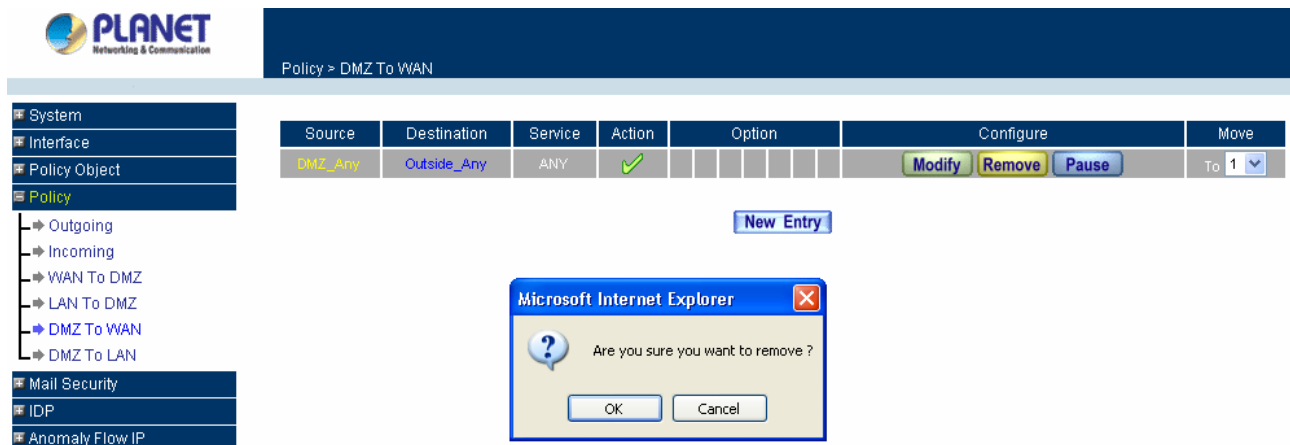 PLANET
Networking & Communication
Policy > DMZ To WAN
System
Interface
Policy Object
Policy
Outgoing
Incoming
WAN To DMZ
LAN To DMZ
DMZ To WAN
DMZ To LAN
Mail Security
IDP
Anomaly Flow IP
Source Destination Service Action Option Configure Move
DMZ_Any Outside_Any ANY Modify Remove Pause To 1
New Entry
Microsoft Internet Explorer
Are you sure you want to remove ?
OK Cancel